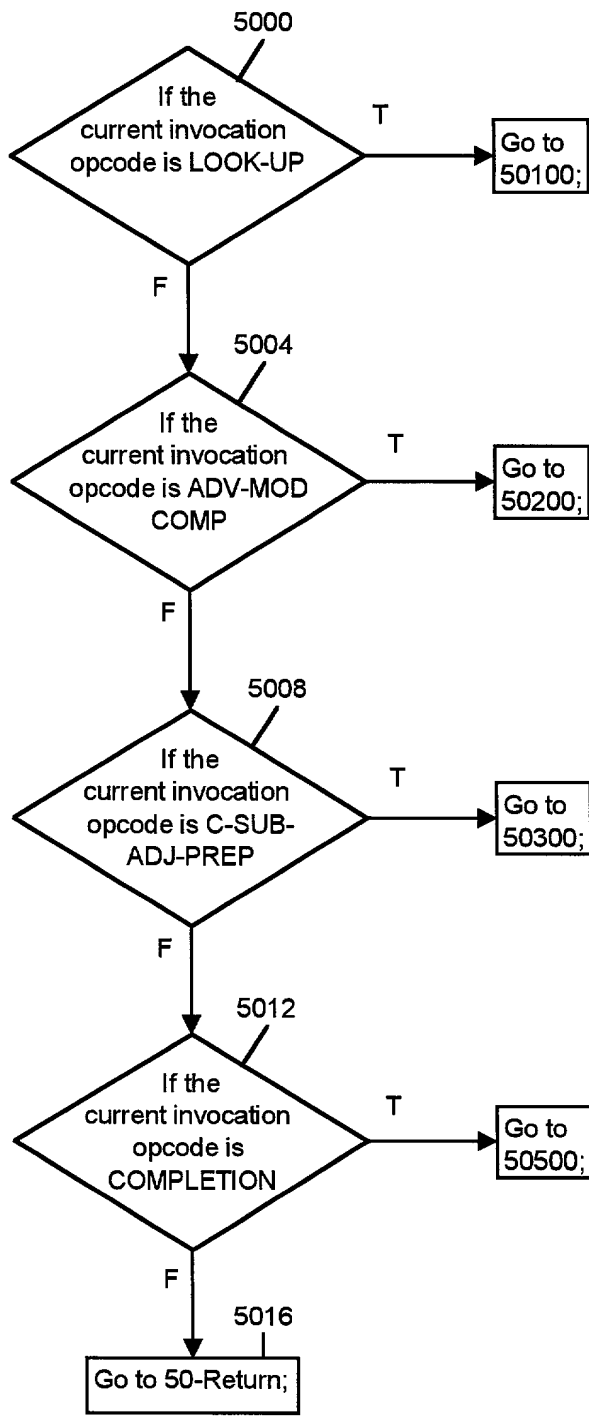 5000
If the
current invocation
opcode is LOOK-UP
T
Go to
50100;
F
5004
If the
current invocation
opcode is ADV-MOD
COMP
T
Go to
50200;
F
5008
If the
current invocation
opcode is C-SUB-
ADJ-PREP
T
Go to
50300;
F
5012
If the
current invocation
opcode is
COMPLETION
T
Go to
50500;
F
5016
Go to 50-Return;